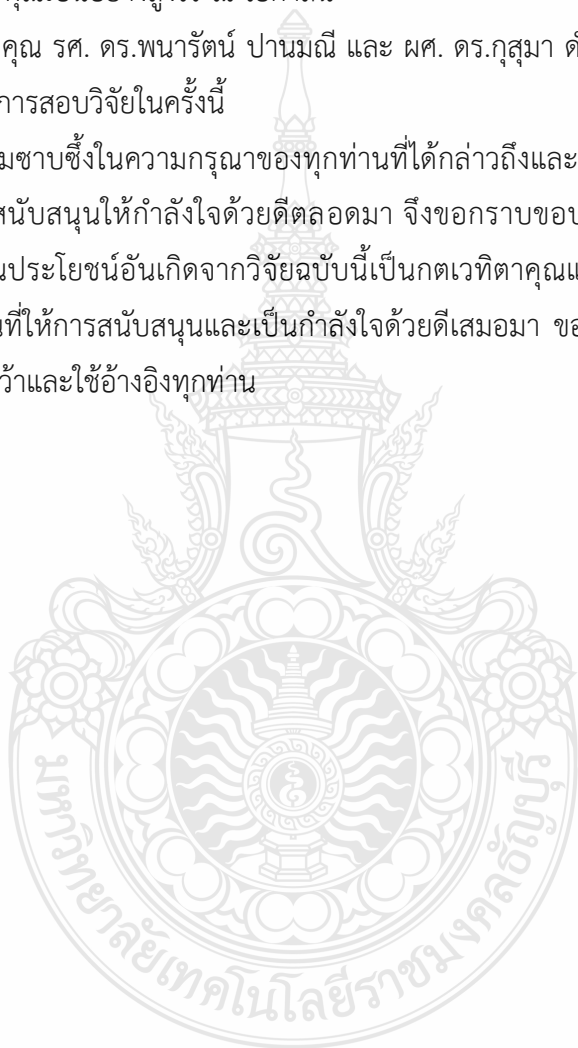 คุณ รศ. ดร.พนารัตน์ ปานมณี และ ผศ. ดร.กุสุมา
การสอบวิจัยในครั้งนี้
มซาบซึ้งในความกรุณาของทุกท่านที่ได้กล่าวถึงและ
สนับสนุนให้กำลังใจด้วยดีตลอดมา จึงขอกราบขอบ
นประโยชน์อันเกิดจากวิจัยฉบับนี้เป็นกตเวทิตาคุณแ
นที่ให้การสนับสนุนและเป็นกำลังใจด้วยดีเสมอมา ขอ
ว้าและใช้อ้างอิงทุกท่าน
มหาวิทยาลัยเทคโนโลยีราชมงคลธัญบุรี